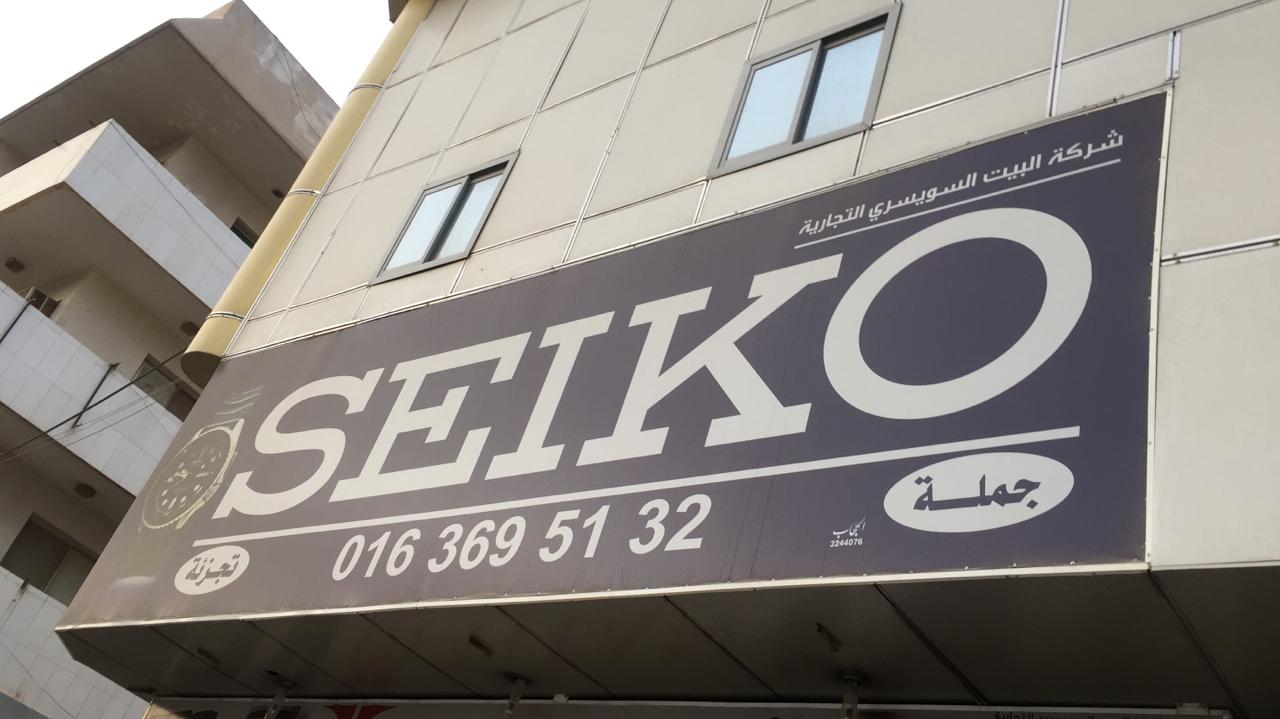 شركة البيت السويسري التجارية
SEIKO
جملة
تجزئة
016 369 51 32
3244076